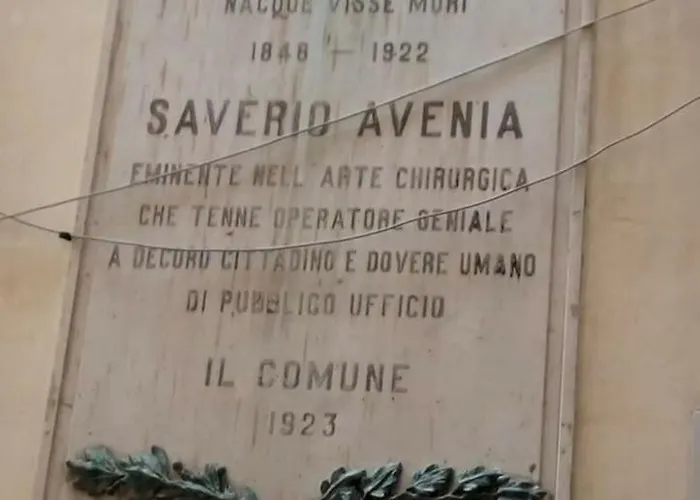 NACQUE VISSE MORÌ
1848 — 1922
SAVERIO AVENIA
EMINENTE NELL ARTE CHIRURGICA
CHE TENNE OPERATORE GENIALE
A DECORO CITTADINO E DOVERE UMANO
DI PUBBLICO UFFICIO
IL COMUNE
1923